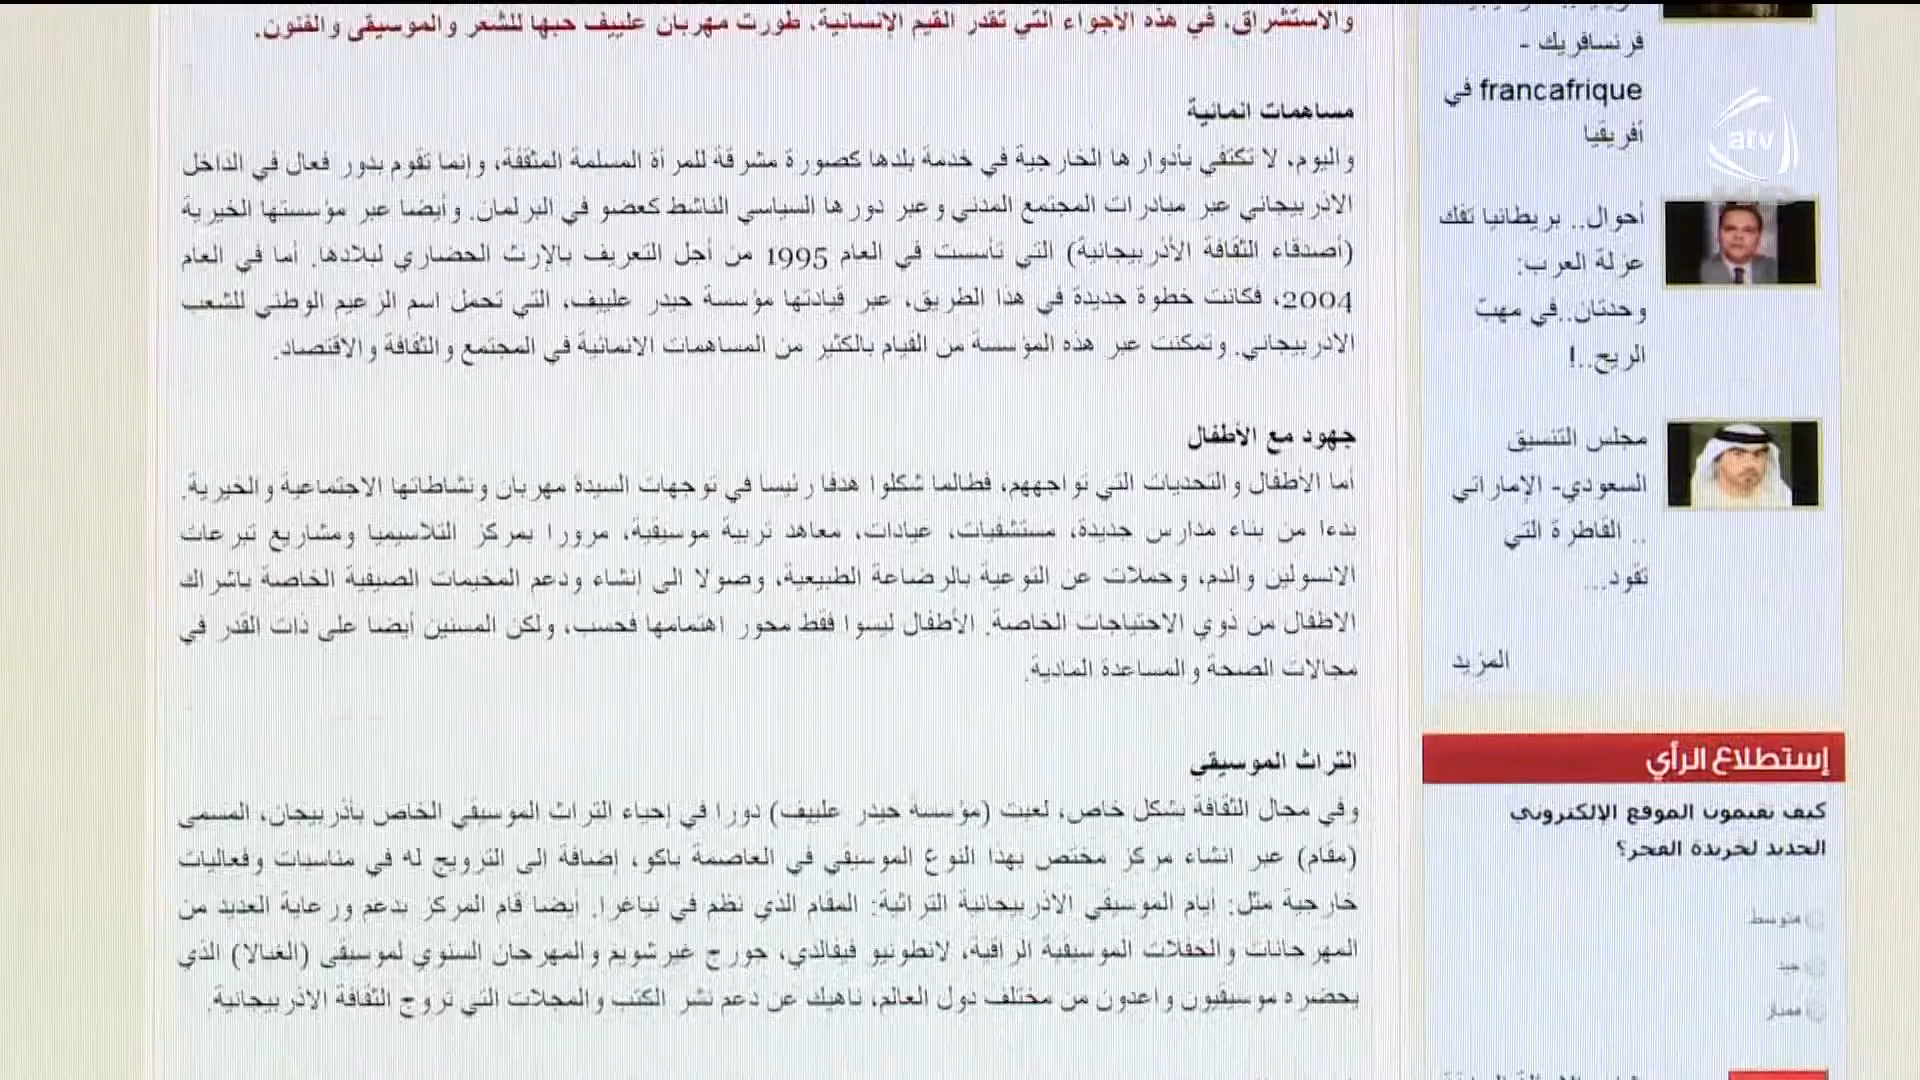 والاستشراق، في هذه الأجواء التي تقدر القيم الإنسانية، طورت مهربان علييف حبها للشعر والموسيقى والفنون.
مساهمات انمائية
واليوم، لا تكتفي بأدوارها الخارجية في خدمة بلدها كصورة مشرقة للمرأة المسلمة المثقفة، وإنما تقوم بدور فعال في الداخل
الاذربيجاني عبر مبادرات المجتمع المدني وعبر دورها السياسي الناشط كعضو في البرلمان. وأيضا عبر مؤسستها الخيرية
(أصدقاء الثقافة الأذربيجانية) التي تأسست في العام 1995 من أجل التعريف بالإرث الحضاري لبلادها. أما في العام
2004، فكانت خطوة جديدة في هذا الطريق، عبر قيادتها مؤسسة حيدر علييف، التي تحمل اسم الزعيم الوطني للشعب
الاذربيجاني. وتمكنت عبر هذه المؤسسة من القيام بالكثير من المساهمات الانمائية في المجتمع والثقافة والاقتصاد.
جهود مع الأطفال
أما الأطفال والتحديات التي تواجههم، فطالما شكلوا هدفا رئيسا في توجهات السيدة مهربان ونشاطاتها الاجتماعية والخيرية.
بدءا من بناء مدارس جديدة، مستشفيات، عيادات، معاهد تربية موسيقية، مرورا بمركز التلاسيميا ومشاريع تبرعات
الانسولين والدم، وحملات عن التوعية بالرضاعة الطبيعية، وصولا الى إنشاء ودعم المخيمات الصيفية الخاصة باشراك
الاطفال من ذوي الاحتياجات الخاصة. الأطفال ليسوا فقط محور اهتمامها فحسب، ولكن المسنين أيضا على ذات القدر في
مجالات الصحة والمساعدة المادية.
التراث الموسيقي
وفي مجال الثقافة بشكل خاص، لعبت (مؤسسة حيدر علييف) دورا في إحياء التراث الموسيقي الخاص بأذربيجان، المسمى
(مقام) عبر انشاء مركز مختص بهذا النوع الموسيقي في العاصمة باكو، إضافة الى الترويج له في مناسبات وفعاليات
خارجية مثل: أيام الموسيقى الاذربيجانية التراثية: المقام الذي نظم في نياغرا. أيضا قام المركز بدعم ورعاية العديد من
المهرجانات والحفلات الموسيقية الراقية، لانطونيو فيفالدي، جورج غيرشويم والمهرجان السنوي لموسيقى (الغالا) الذي
يحضره موسيقيون واعدون من مختلف دول العالم، ناهيك عن دعم نشر الكتب والمجلات التي تروج الثقافة الاذربيجانية.
فرنسافريك -
francafrique في
أفريقيا
أحوال.. بريطانيا تفك
عزلة العرب:
وحدتان..في مهبّ
الريح..!
مجلس التنسيق
السعودي- الإماراتي
.. القاطرة التي
تقود...
المزيد
إستطلاع الرأي
كيف تقيمون الموقع الإلكتروني
الجديد لجريدة الفجر؟
متوسط
جيد
ممتاز
atv